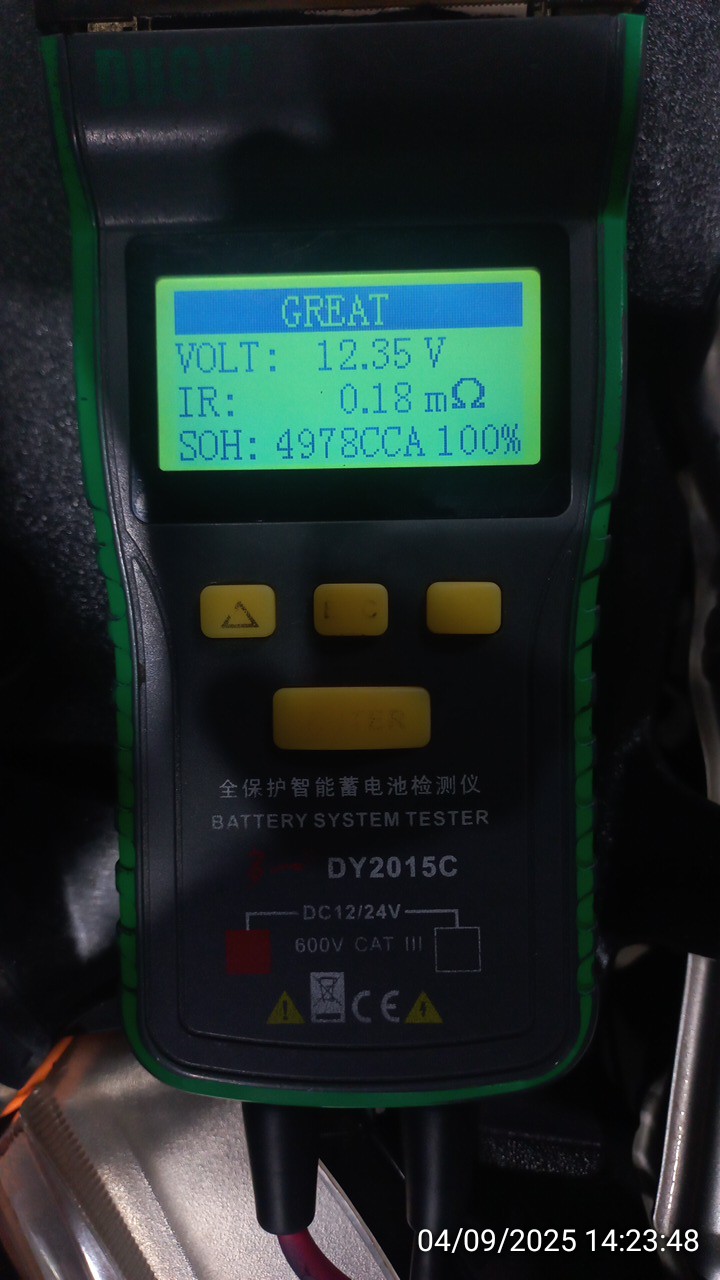 DUOYI
GREAT
VOLT: 12.35 V
IR: 0.18 mΩ
SOH: 4978CCA 100%
全保护智能蓄电池检测仪
BATTERY SYSTEM TESTER
DY2015C
DC12/24V
600V CAT III
CE
04/09/2025 14:23:48